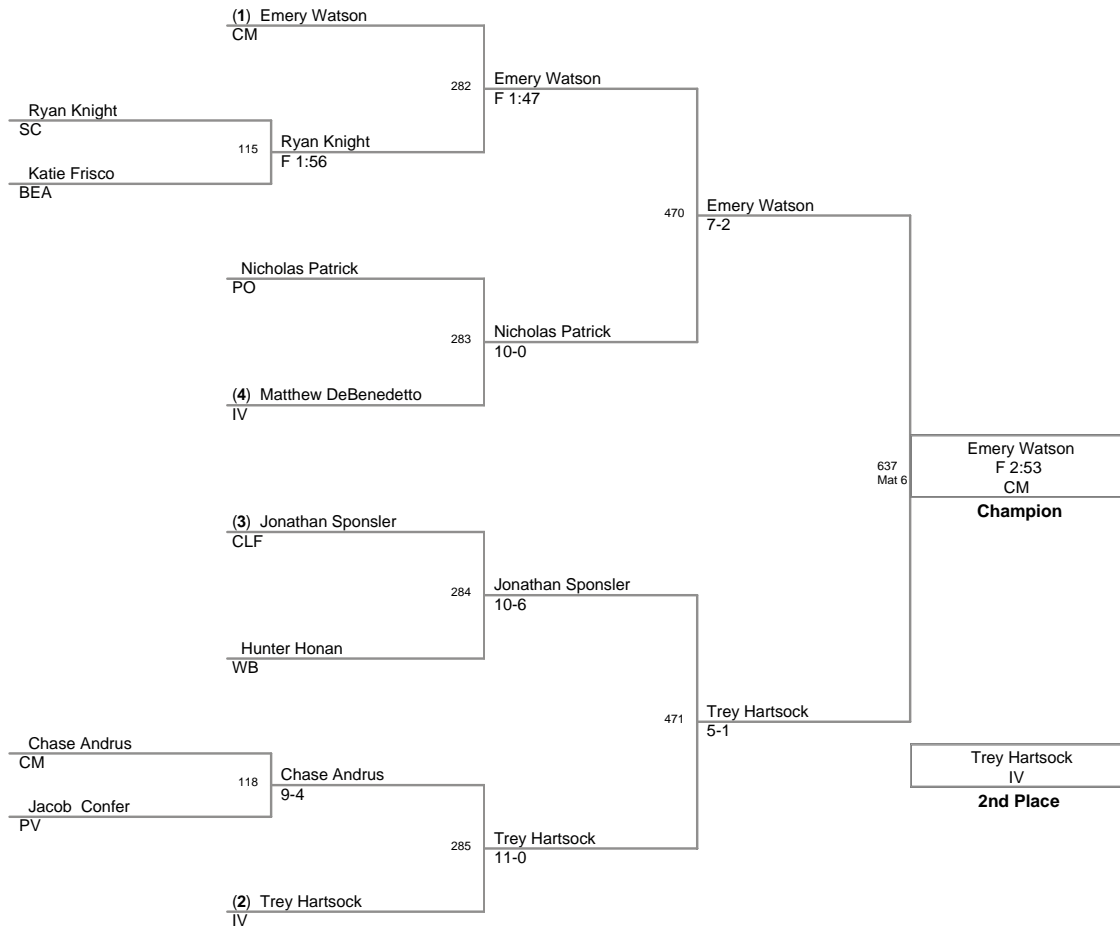 (1) Emery Watson
CM
282
Emery Watson
F 1:47
Ryan Knight
SC
115
Ryan Knight
F 1:56
Katie Frisco
BEA
470
Emery Watson
7-2
Nicholas Patrick
PO
283
Nicholas Patrick
10-0
(4) Matthew DeBenedetto
IV
637
Mat 6
Emery Watson
F 2:53
CM
Champion
(3) Jonathan Sponsler
CLF
284
Jonathan Sponsler
10-6
Hunter Honan
WB
471
Trey Hartsock
5-1
Chase Andrus
CM
118
Chase Andrus
9-4
Jacob Confer
PV
285
Trey Hartsock
11-0
(2) Trey Hartsock
IV
Trey Hartsock
IV
2nd Place